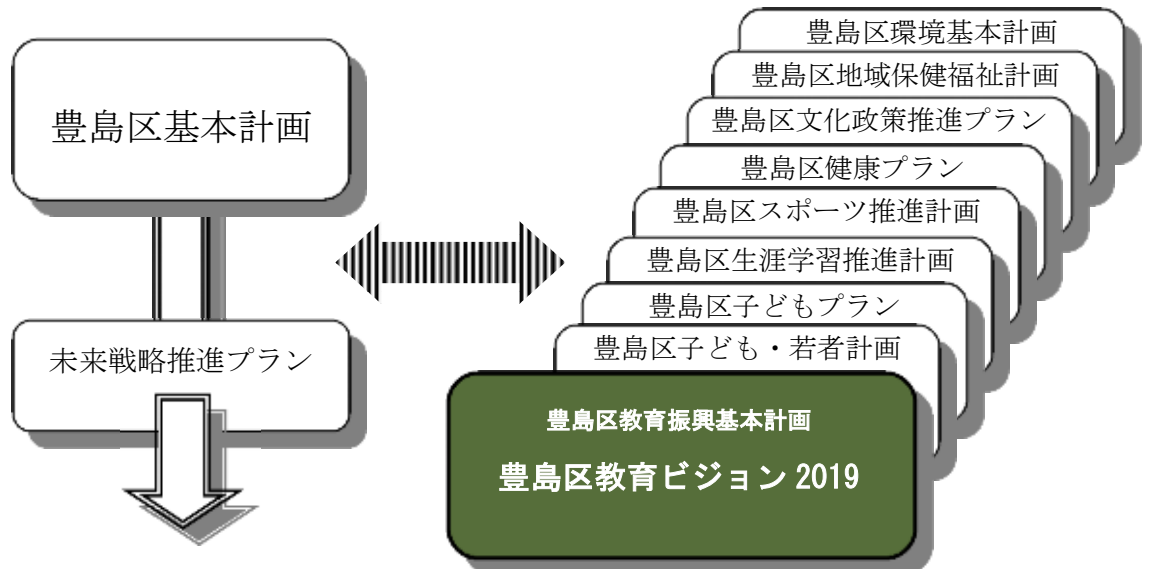 豊島区基本計画
未来戦略推進プラン
豊島区環境基本計画
豊島区地域保健福祉計画
豊島区文化政策推進プラン
豊島区健康プラン
豊島区スポーツ推進計画
豊島区生涯学習推進計画
豊島区子どもプラン
豊島区子ども・若者計画
豊島区教育振興基本計画
豊島区教育ビジョン 2019